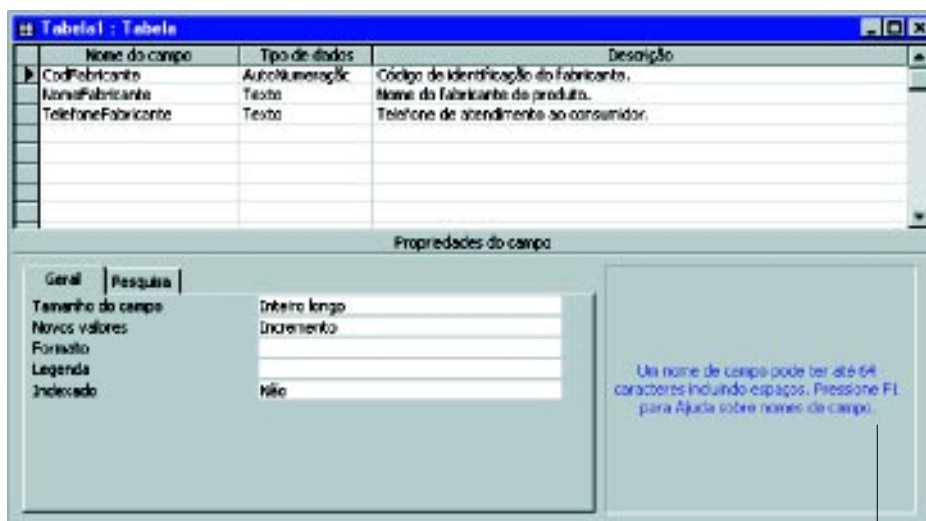 Tabela1 : Tabela
Nome do campo Tipo de dados Descrição
CodFabricante AutoNumeração Código de identificação do fabricante.
NomeFabricante Texto Nome do fabricante do produto.
TelefoneFabricante Texto Telefone de atendimento ao consumidor.
Propriedades do campo
Geral Pesquisa
Tamanho do campo Inteiro longo
Novos valores Incremento
Formato
Legenda
Indexado Não
Um nome de campo pode ter até 64
caracteres incluindo espaços. Pressione F1
para Ajuda sobre nomes de campo.